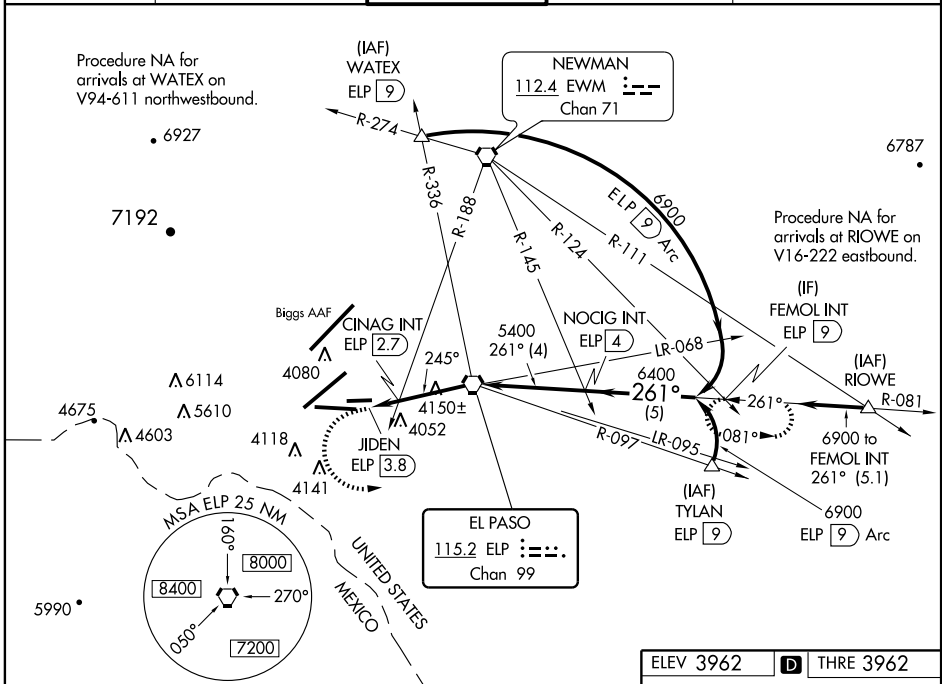 Procedure NA for
arrivals at WATEX on
V94-611 northwestbound.
6927
7192
(IAF)
WATEX
ELP 9
R-274
NEWMAN
112.4 EWM
Chan 71
6787
R-336
R-188
R-145
R-124
R-111
6900
ELP 9 Arc
Procedure NA for
arrivals at RIOWE on
V16-222 eastbound.
(IF)
FEMOL INT
ELP 9
Biggs AAF
CINAG INT
ELP 2.7
4080
245°
5400
261° (4)
NOCIG INT
ELP 4
LR-068
6400
261°
(5)
261°
081°
(IAF)
RIOWE
R-081
6900 to
FEMOL INT
261° (5.1)
6114
5610
4675
4603
4118
4141
4150±
4052
JIDEN
ELP 3.8
R-097
LR-095
(IAF)
TYLAN
ELP 9
6900
ELP 9 Arc
EL PASO
115.2 ELP
Chan 99
MSA ELP 25 NM
160°
8000
8400
270°
050°
7200
5990
UNITED STATES
MEXICO
ELEV 3962
D
THRE 3962